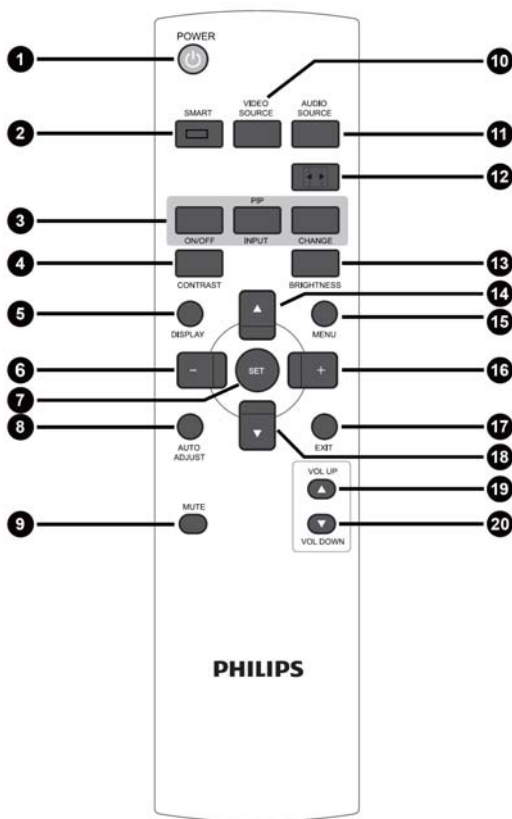 POWER
1
10
VIDEO
SOURCE
AUDIO
SOURCE
SMART
2
11
12
PIP
3
ON/OFF INPUT CHANGE
4
13
CONTRAST
BRIGHTNESS
14
5
15
DISPLAY
MENU
6
−
SET
+
16
7
8
17
AUTO
ADJUST
EXIT
18
VOL UP
19
MUTE
9
20
VOL DOWN
PHILIPS